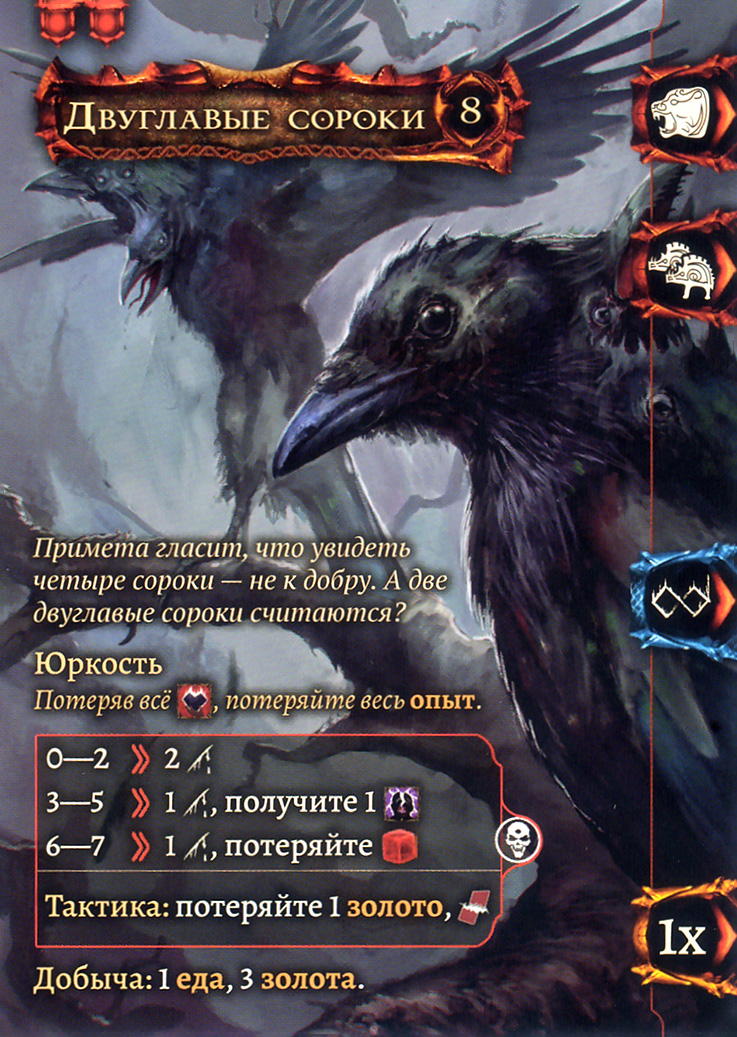 Двуглавые сороки 8
Примета гласит, что увидеть
четыре сороки — не к добру. А две
двуглавые сороки считаются?
Юркость
Потеряв всё , потеряйте весь опыт.
0—2 » 2
3—5 » 1 , получите 1
6—7 » 1 , потеряйте
Тактика: потеряйте 1 золото,
1x
Добыча: 1 еда, 3 золота.